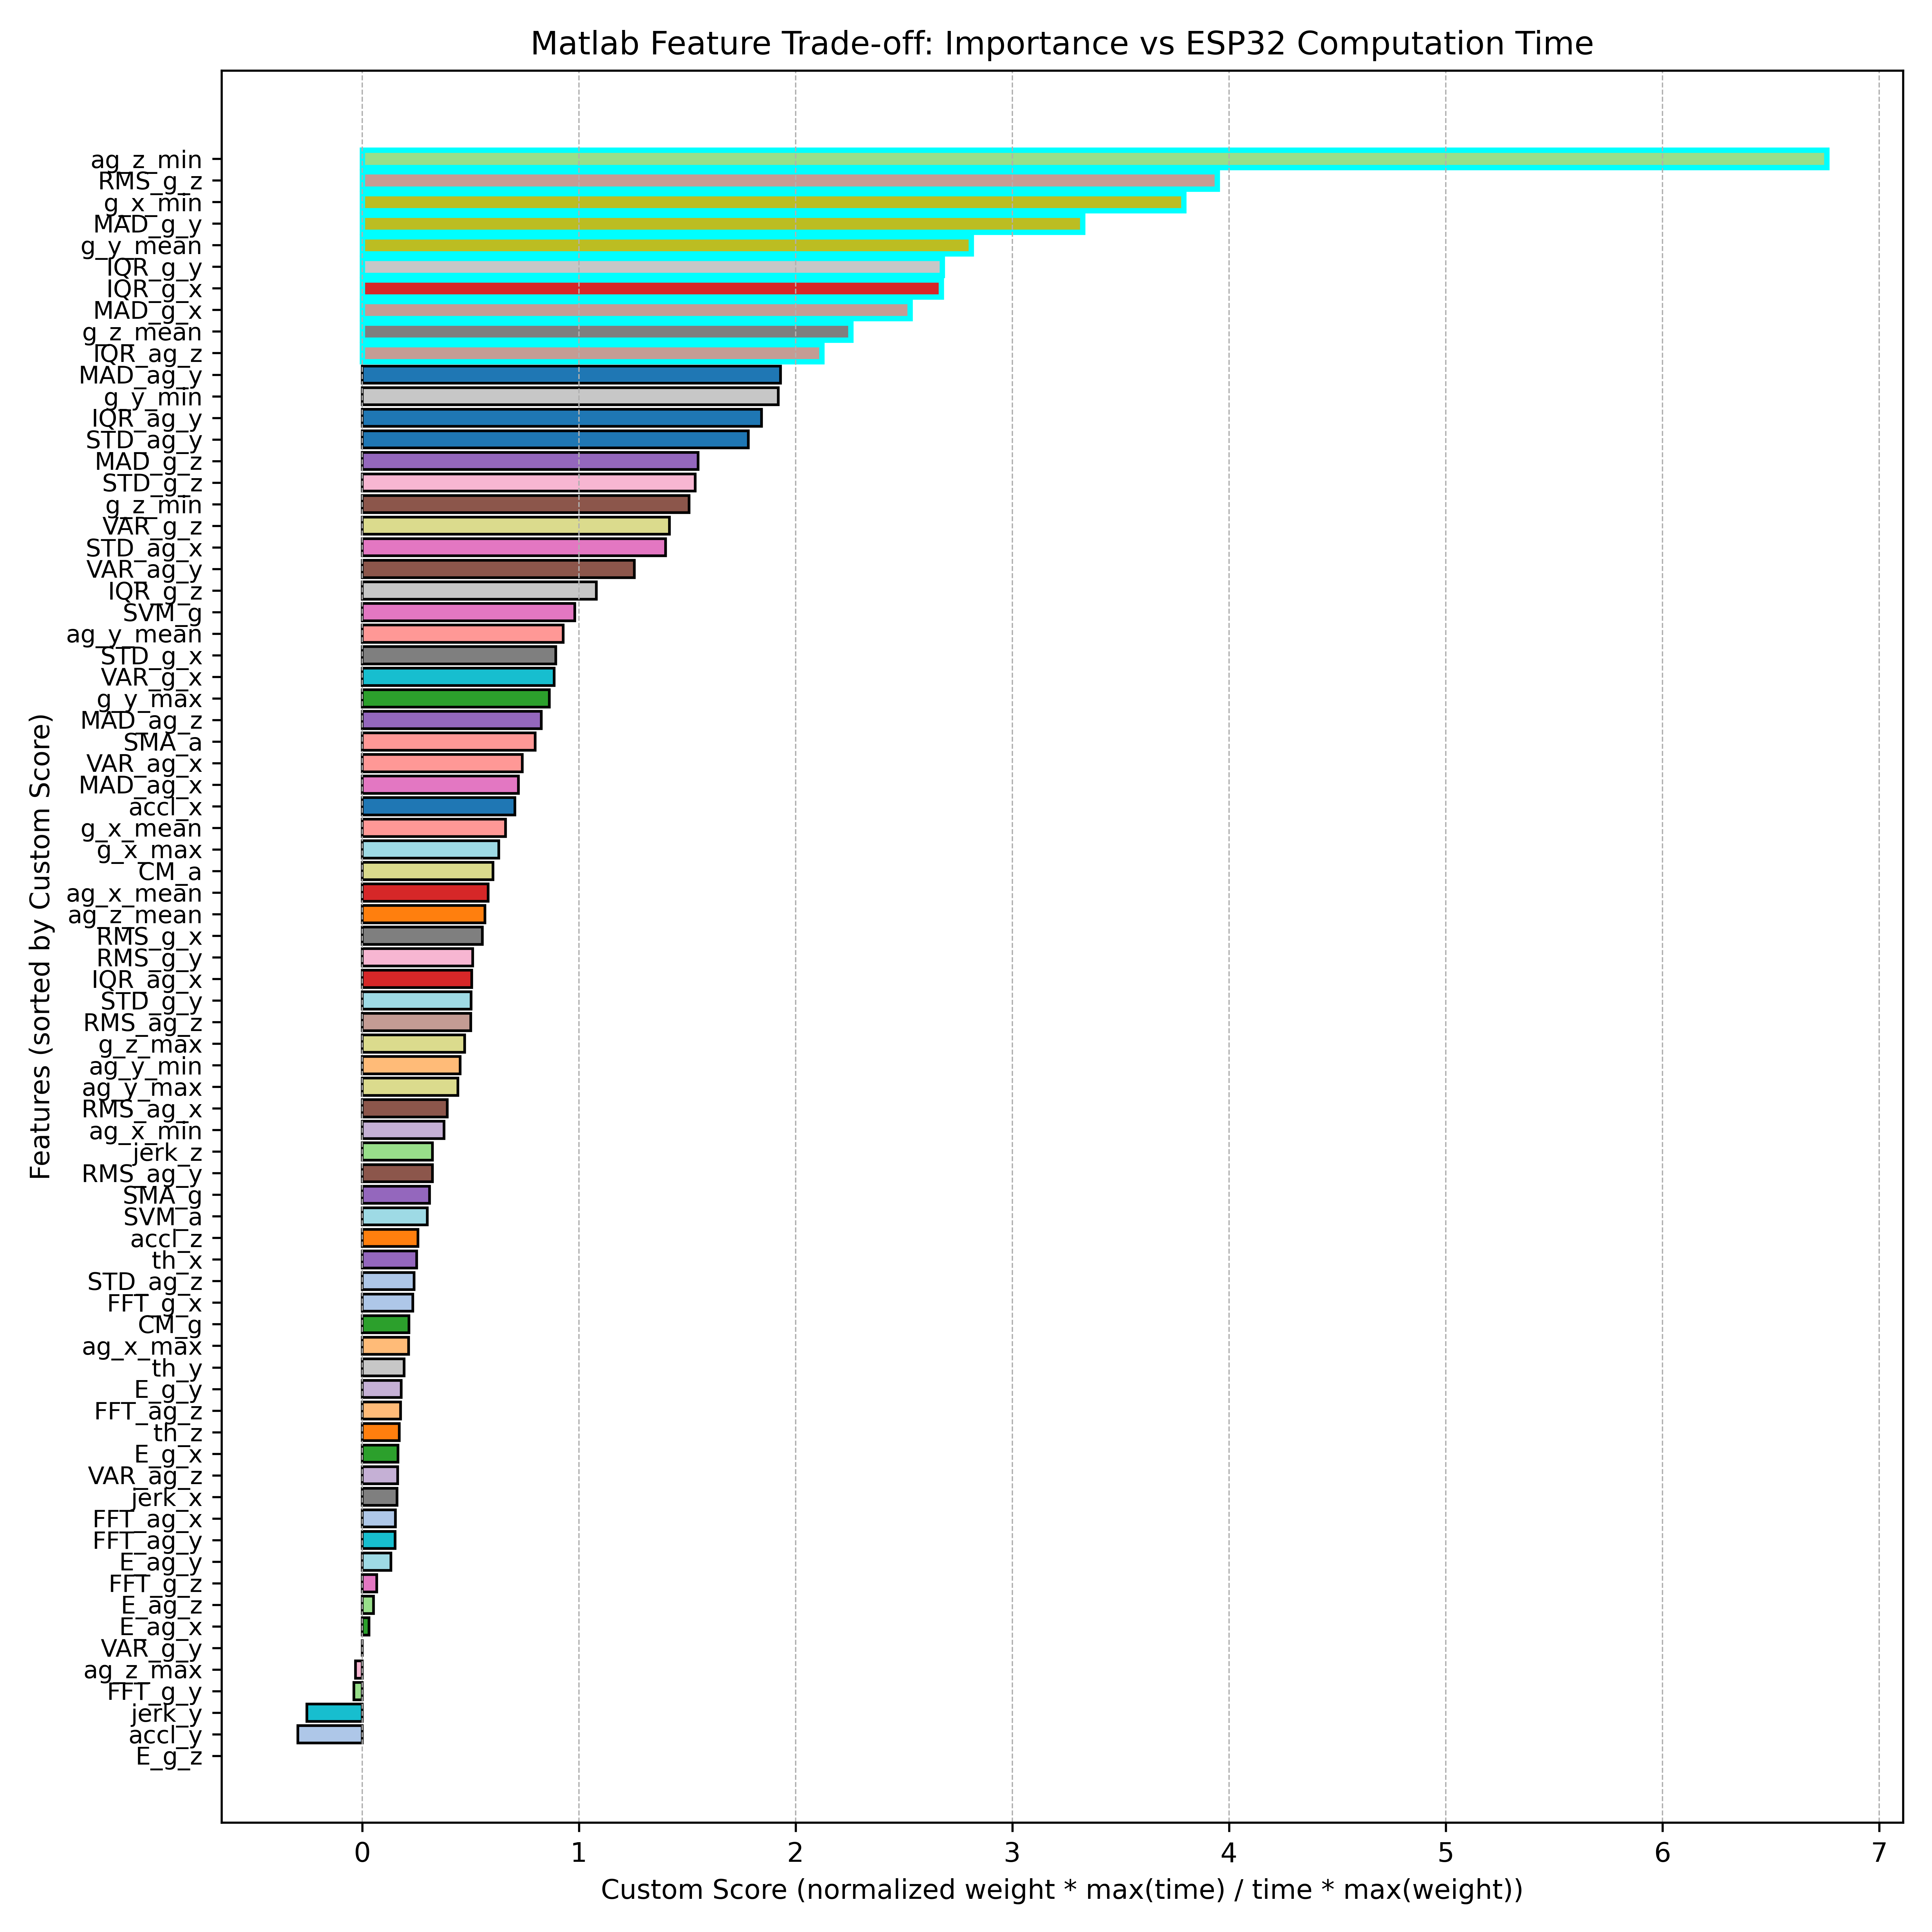 Matlab Feature Trade-off: Importance vs ESP32 Computation Time
Features (sorted by Custom Score)
ag_z_min
RMS_g_z
g_x_min
MAD_g_y
g_y_mean
IQR_g_y
IQR_g_x
MAD_g_x
g_z_mean
IQR_ag_z
MAD_ag_y
g_y_min
IQR_ag_y
STD_ag_y
MAD_g_z
STD_g_z
g_z_min
VAR_g_z
STD_ag_x
VAR_ag_y
IQR_g_z
SVM_g
ag_y_mean
STD_g_x
VAR_g_x
g_y_max
MAD_ag_z
SMA_a
VAR_ag_x
MAD_ag_x
accl_x
g_x_mean
g_x_max
CM_a
ag_x_mean
ag_z_mean
RMS_g_x
RMS_g_y
IQR_ag_x
STD_g_y
RMS_ag_z
g_z_max
ag_y_min
ag_y_max
RMS_ag_x
ag_x_min
jerk_z
RMS_ag_y
SMA_g
SVM_a
accl_z
th_x
STD_ag_z
FFT_g_x
CM_g
ag_x_max
th_y
E_g_y
FFT_ag_z
th_z
E_g_x
VAR_ag_z
jerk_x
FFT_ag_x
FFT_ag_y
E_ag_y
FFT_g_z
E_ag_z
E_ag_x
VAR_g_y
ag_z_max
FFT_g_y
jerk_y
accl_y
E_g_z
0 1 2 3 4 5 6 7
Custom Score (normalized weight * max(time) / time * max(weight))